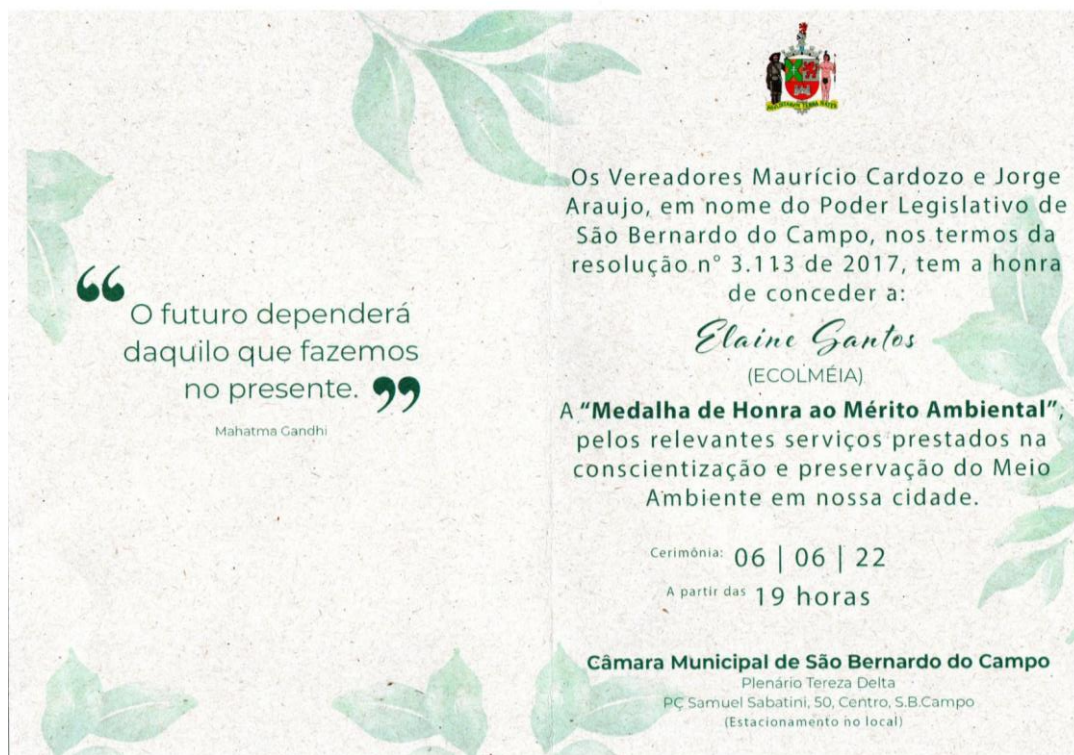 “
O futuro dependerá
daquilo que fazemos
no presente. ”
Mahatma Gandhi
Os Vereadores Maurício Cardozo e Jorge
Araujo, em nome do Poder Legislativo de
São Bernardo do Campo, nos termos da
resolução n° 3.113 de 2017, tem a honra
de conceder a:
Elaine Santos
(ECOLMÉIA)
A “Medalha de Honra ao Mérito Ambiental”,
pelos relevantes serviços prestados na
conscientização e preservação do Meio
Ambiente em nossa cidade.
Cerimônia: 06 | 06 | 22
A partir das 19 horas
Câmara Municipal de São Bernardo do Campo
Plenário Tereza Delta
PÇ Samuel Sabatini, 50, Centro, S.B.Campo
(Estacionamento no local)